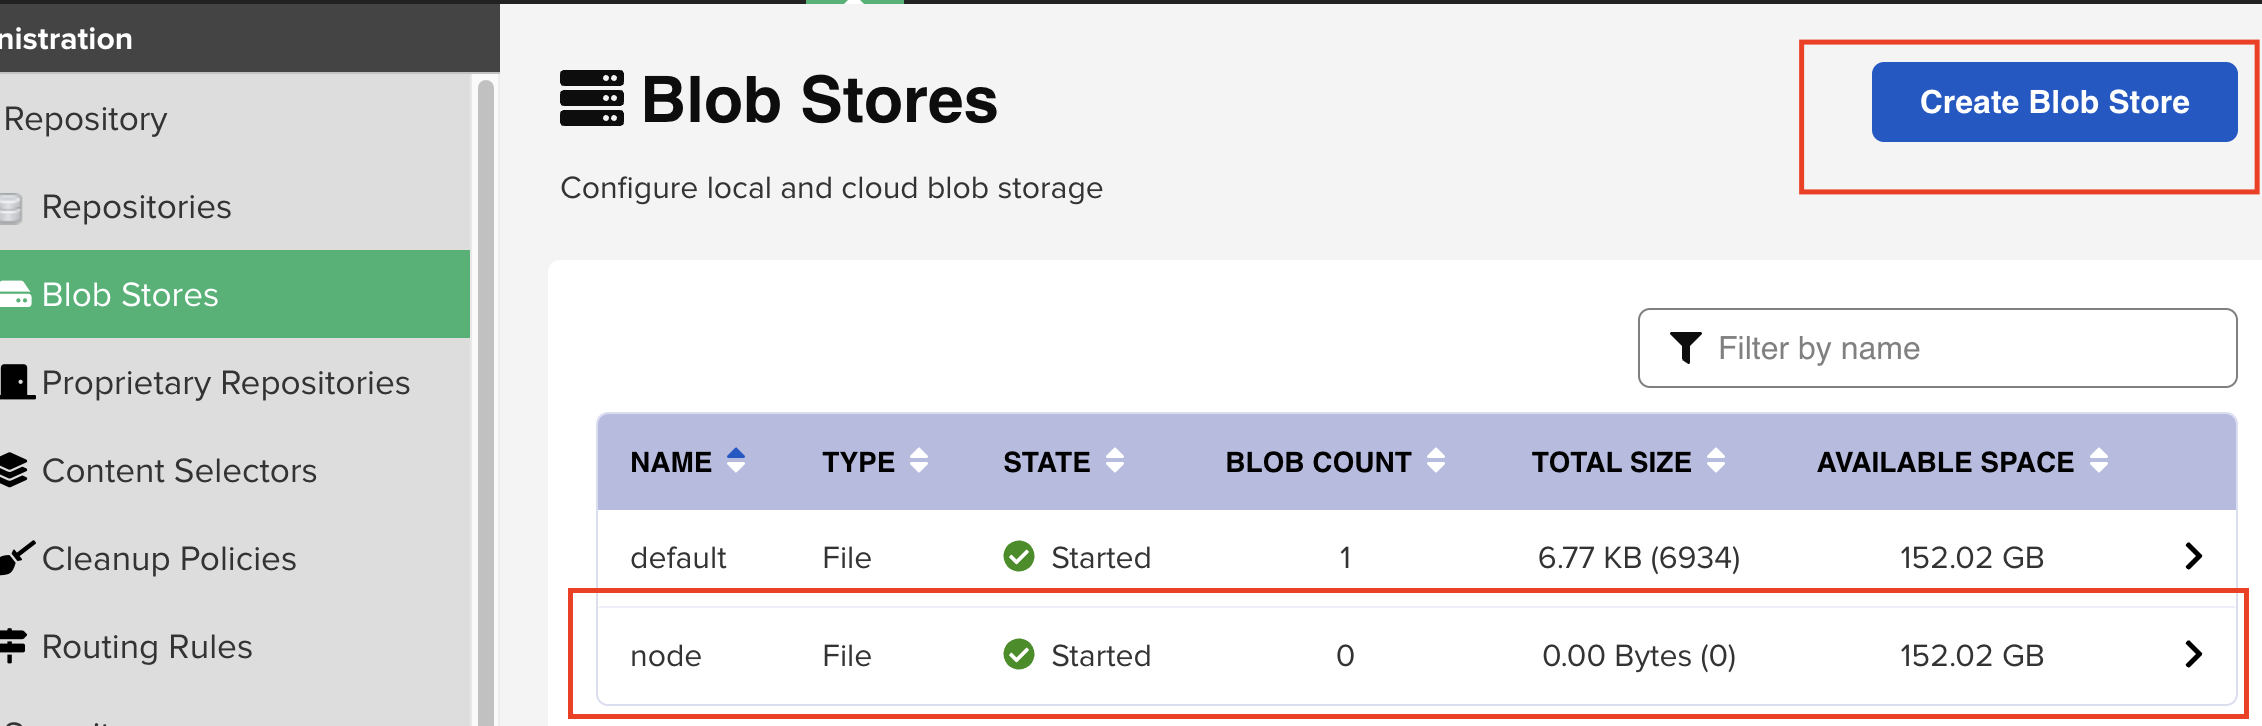 nistration
Repository
Repositories
Blob Stores
Proprietary Repositories
Content Selectors
Cleanup Policies
Routing Rules
Blob Stores
Create Blob Store
Configure local and cloud blob storage
Filter by name
NAME TYPE STATE BLOB COUNT TOTAL SIZE AVAILABLE SPACE
default File Started 1 6.77 KB (6934) 152.02 GB
node File Started 0 0.00 Bytes (0) 152.02 GB